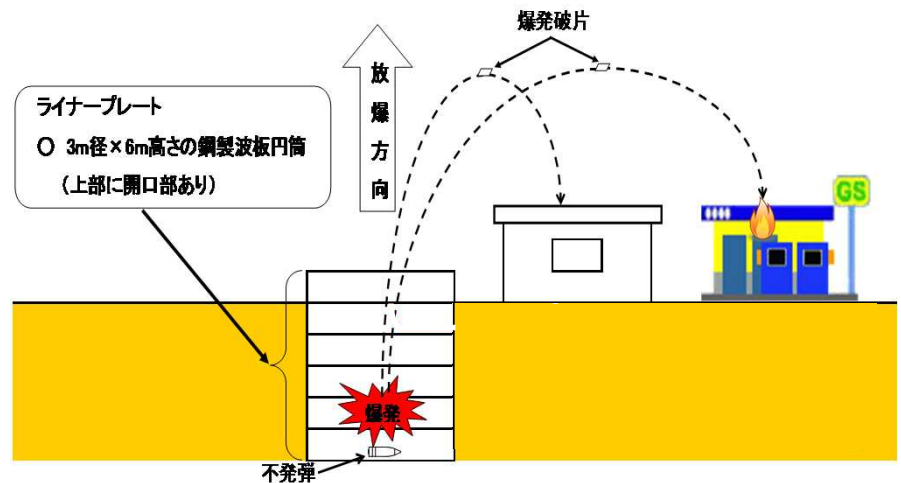 爆発破片
放爆方向
ライナープレート
○ 3m径×6m高さの鋼製波板円筒
（上部に開口部あり）
GS
爆発
不発弾